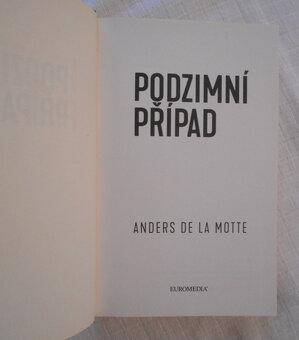 PODZIMNÍ
PŘÍPAD
ANDERS DE LA MOTTE
EUROMEDIA